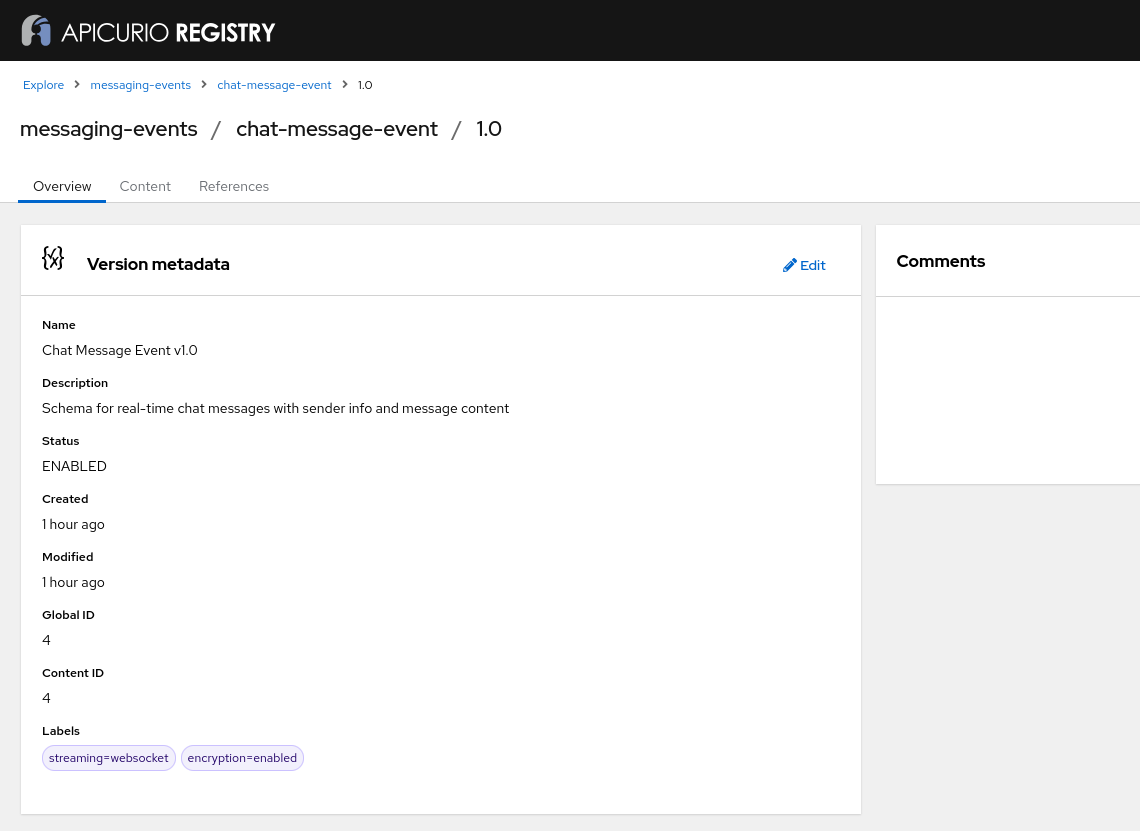 APICURIO REGISTRY
Explore > messaging-events > chat-message-event > 1.0
messaging-events / chat-message-event / 1.0
Overview Content References
Version metadata
Edit
Name
Chat Message Event v1.0
Description
Schema for real-time chat messages with sender info and message content
Status
ENABLED
Created
1 hour ago
Modified
1 hour ago
Global ID
4
Content ID
4
Labels
streaming=websocket encryption=enabled
Comments